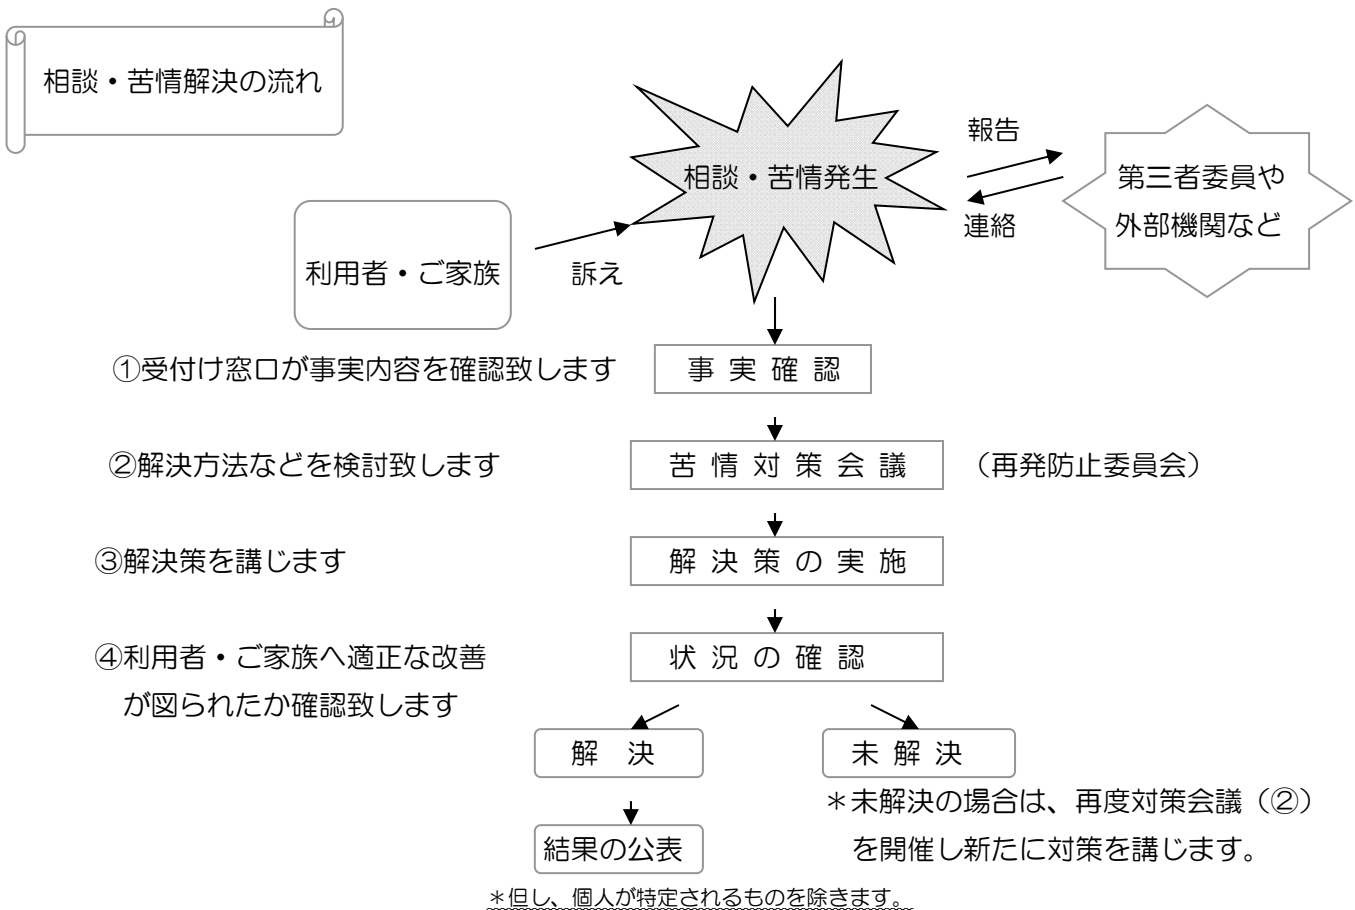 相談・苦情解決の流れ
相談・苦情発生
報告
連絡
第三者委員や
外部機関など
利用者・ご家族
訴え
①受付け窓口が事実内容を確認致します
事 実 確 認
②解決方法などを検討致します
苦 情 対 策 会 議
（再発防止委員会）
③解決策を講じます
解 決 策 の 実 施
④利用者・ご家族へ適正な改善
が図られたか確認致します
状 況 の 確 認
解　決
未 解 決
＊未解決の場合は、再度対策会議（②）
を開催し新たに対策を講じます。
結果の公表
＊但し、個人が特定されるものを除きます。